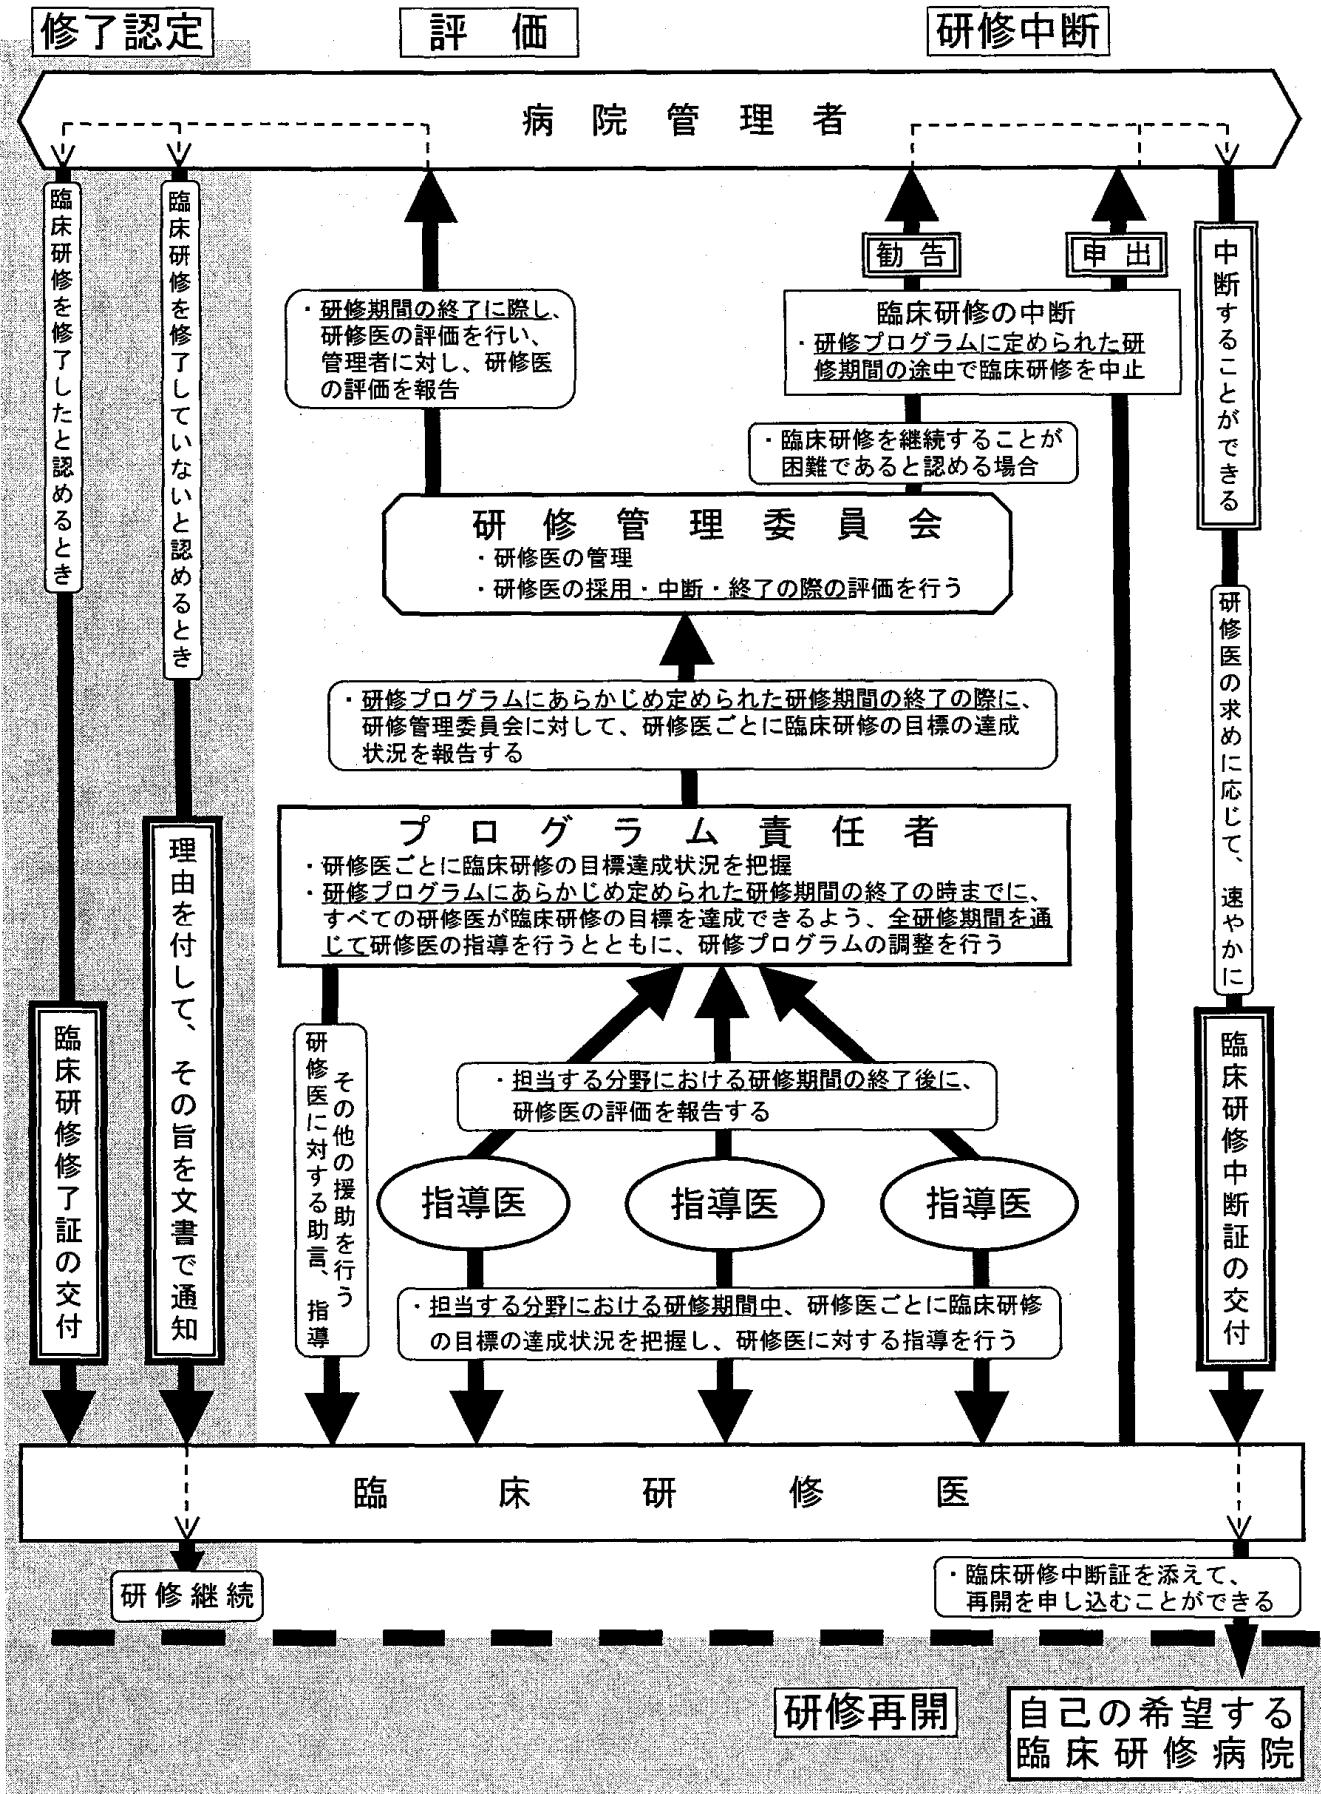 修了認定
評価
研修中断
病院管理者
臨床研修を修了したと認めるとき
臨床研修を修了していないと認めるとき
勧告
申出
中断することができる
・研修期間の終了に際し、
研修医の評価を行い、
管理者に対し、研修医
の評価を報告
臨床研修の中断
・研修プログラムに定められた研
修期間の途中で臨床研修を中止
・臨床研修を継続することが
困難であると認める場合
研修管理委員会
・研修医の管理
・研修医の採用・中断・終了の際の評価を行う
研修医の求めに応じて、速やかに
・研修プログラムにあらかじめ定められた研修期間の終了の際に、
研修管理委員会に対して、研修医ごとに臨床研修の目標の達成
状況を報告する
プログラム責任者
・研修医ごとに臨床研修の目標達成状況を把握
・研修プログラムにあらかじめ定められた研修期間の終了の時までに、
すべての研修医が臨床研修の目標を達成できるよう、全研修期間を通
じて研修医の指導を行うとともに、研修プログラムの調整を行う
理由を付して、その旨を文書で通知
臨床研修修了証の交付
研修医に対する助言、指導
その他の援助を行う
・担当する分野における研修期間の終了後に、
研修医の評価を報告する
指導医
指導医
指導医
・担当する分野における研修期間中、研修医ごとに臨床研修
の目標の達成状況を把握し、研修医に対する指導を行う
臨床研修中断証の交付
臨床研修医
研修継続
・臨床研修中断証を添えて、
再開を申し込むことができる
研修再開
自己の希望する
臨床研修病院